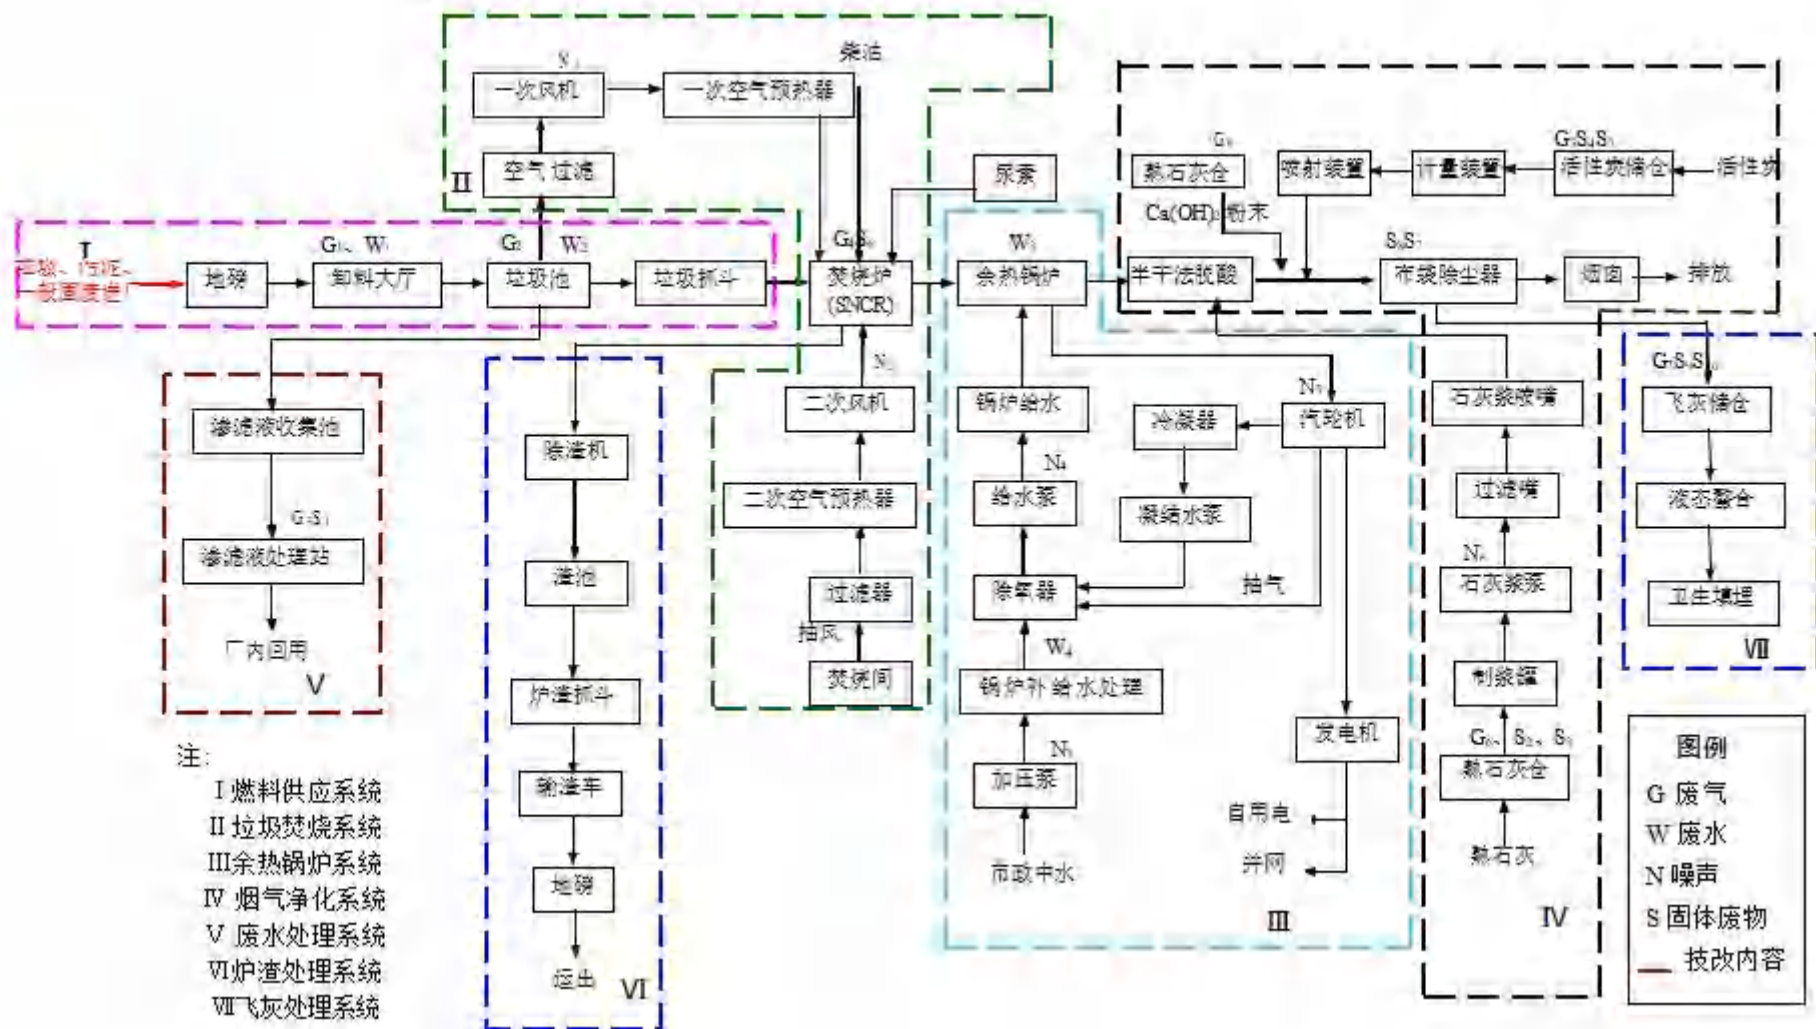 柴油
一次风机
一次空气预热器
空气过滤
II
尿素
熟石灰仓
喷射装置
计量装置
活性炭储仓
活性炭
Ca(OH)₂粉末
I
G₁、W₁
G₂
W₂
W₃
地磅
卸料大厅
垃圾池
垃圾抓斗
焚烧炉
(SNCR)
余热锅炉
半干法脱酸
布袋除尘器
烟囱
排放
渗滤液收集池
渗滤液处理站
厂内回用
V
除渣机
渣池
炉渣抓斗
输渣车
地磅
运出
VI
二次风机
二次空气预热器
过滤器
抽风
焚烧间
锅炉给水
N₄
给水泵
除氧器
W₄
锅炉补给水处理
N₅
加压泵
市政中水
冷凝器
凝结水泵
N₃
汽轮机
抽气
发电机
自用电
并网
III
石灰浆喷嘴
过滤嘴
石灰浆泵
制浆罐
熟石灰仓
熟石灰
IV
飞灰储仓
液态螯合
卫生填埋
VII
注:
I燃料供应系统
II垃圾焚烧系统
III余热锅炉系统
IV 烟气净化系统
V 废水处理系统
VI炉渣处理系统
VII飞灰处理系统
图例
G 废气
W 废水
N 噪声
S 固体废物
技改内容